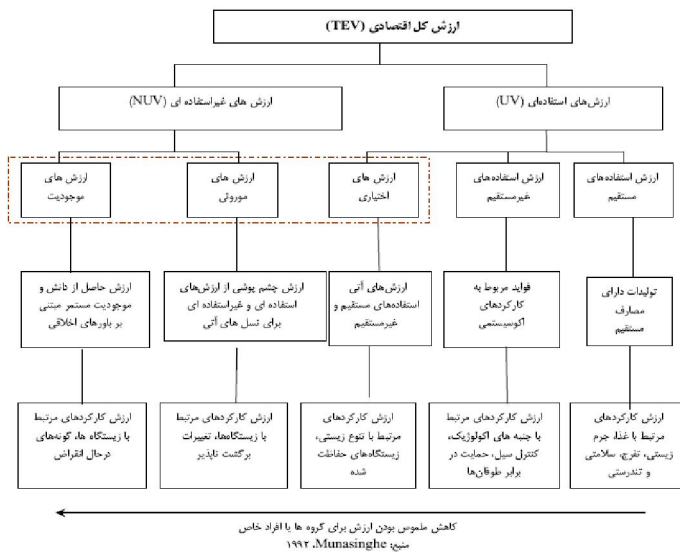 ارزش کل اقتصادی (TEV)
ارزش های استفاده‌ای (UV)
ارزش های غیراستفاده ای (NUV)
ارزش استفاده‌های
مستقیم
ارزش استفاده‌های
غیرمستقیم
ارزش های
اختیاری
ارزش های
موروثی
ارزش های
موجودیت
تولیدات دارای
مصارف
مستقیم
فواید مربوط به
کارکردهای
اکوسیستمی
ارزش‌های آتی
استفاده‌های مستقیم و
غیرمستقیم
ارزش چشم پوشی از ارزش‌های
استفاده ای و غیراستفاده ای
برای نسل های آتی
ارزش حاصل از دانش و
موجودیت مستمر مبتنی
بر باورهای اخلاقی
ارزش کارکردهای
مرتبط با غذا، جرم
زیستی، تفرج، سلامتی
و تندرستی
ارزش کارکردهای مرتبط
با جنبه های اکولوژیک،
کنترل سیل، حمایت در
برابر طوفان‌ها
ارزش کارکردهای
مرتبط با تنوع زیستی،
زیستگاه‌های حفاظت
شده
ارزش کارکردهای مرتبط
با زیستگاه‌ها، تغییرات
برگشت ناپذیر
ارزش کارکردهای مرتبط
با زیستگاه ها، گونه‌های
درحال انقراض
کاهش ملموس بودن ارزش برای گروه ها یا افراد خاص
منبع: Munasinghe، ۱۹۹۲